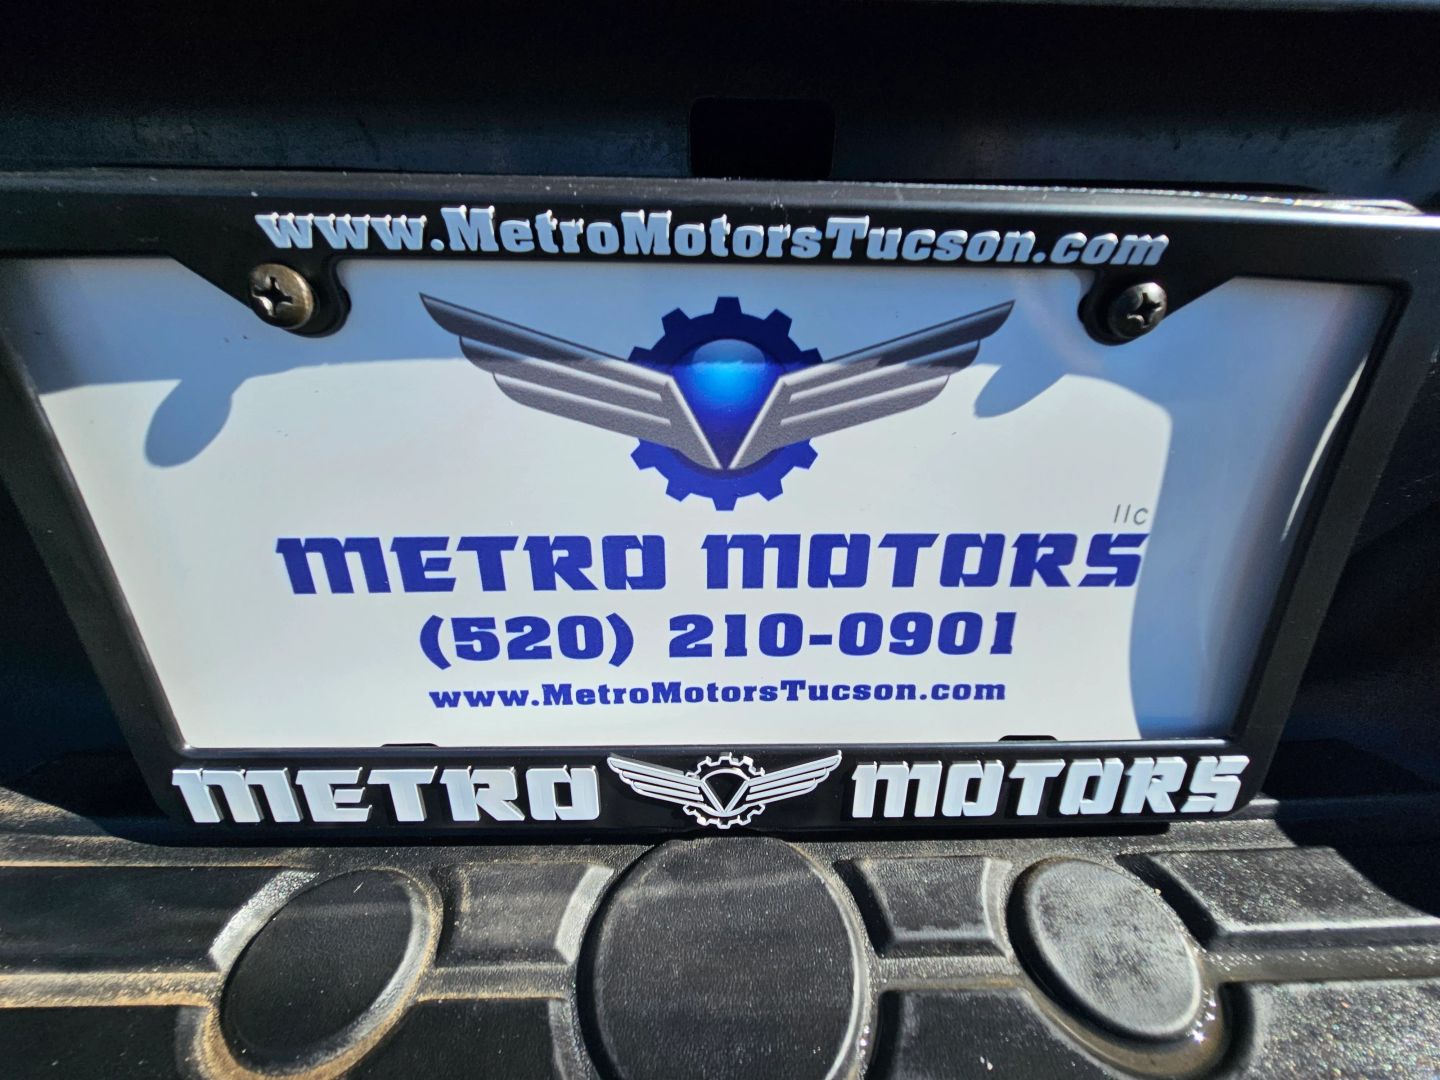 www.MetroMotorsTucson.com
llc
METRO MOTORS
(520) 210-0901
www.MetroMotorsTucson.com
METRO MOTORS